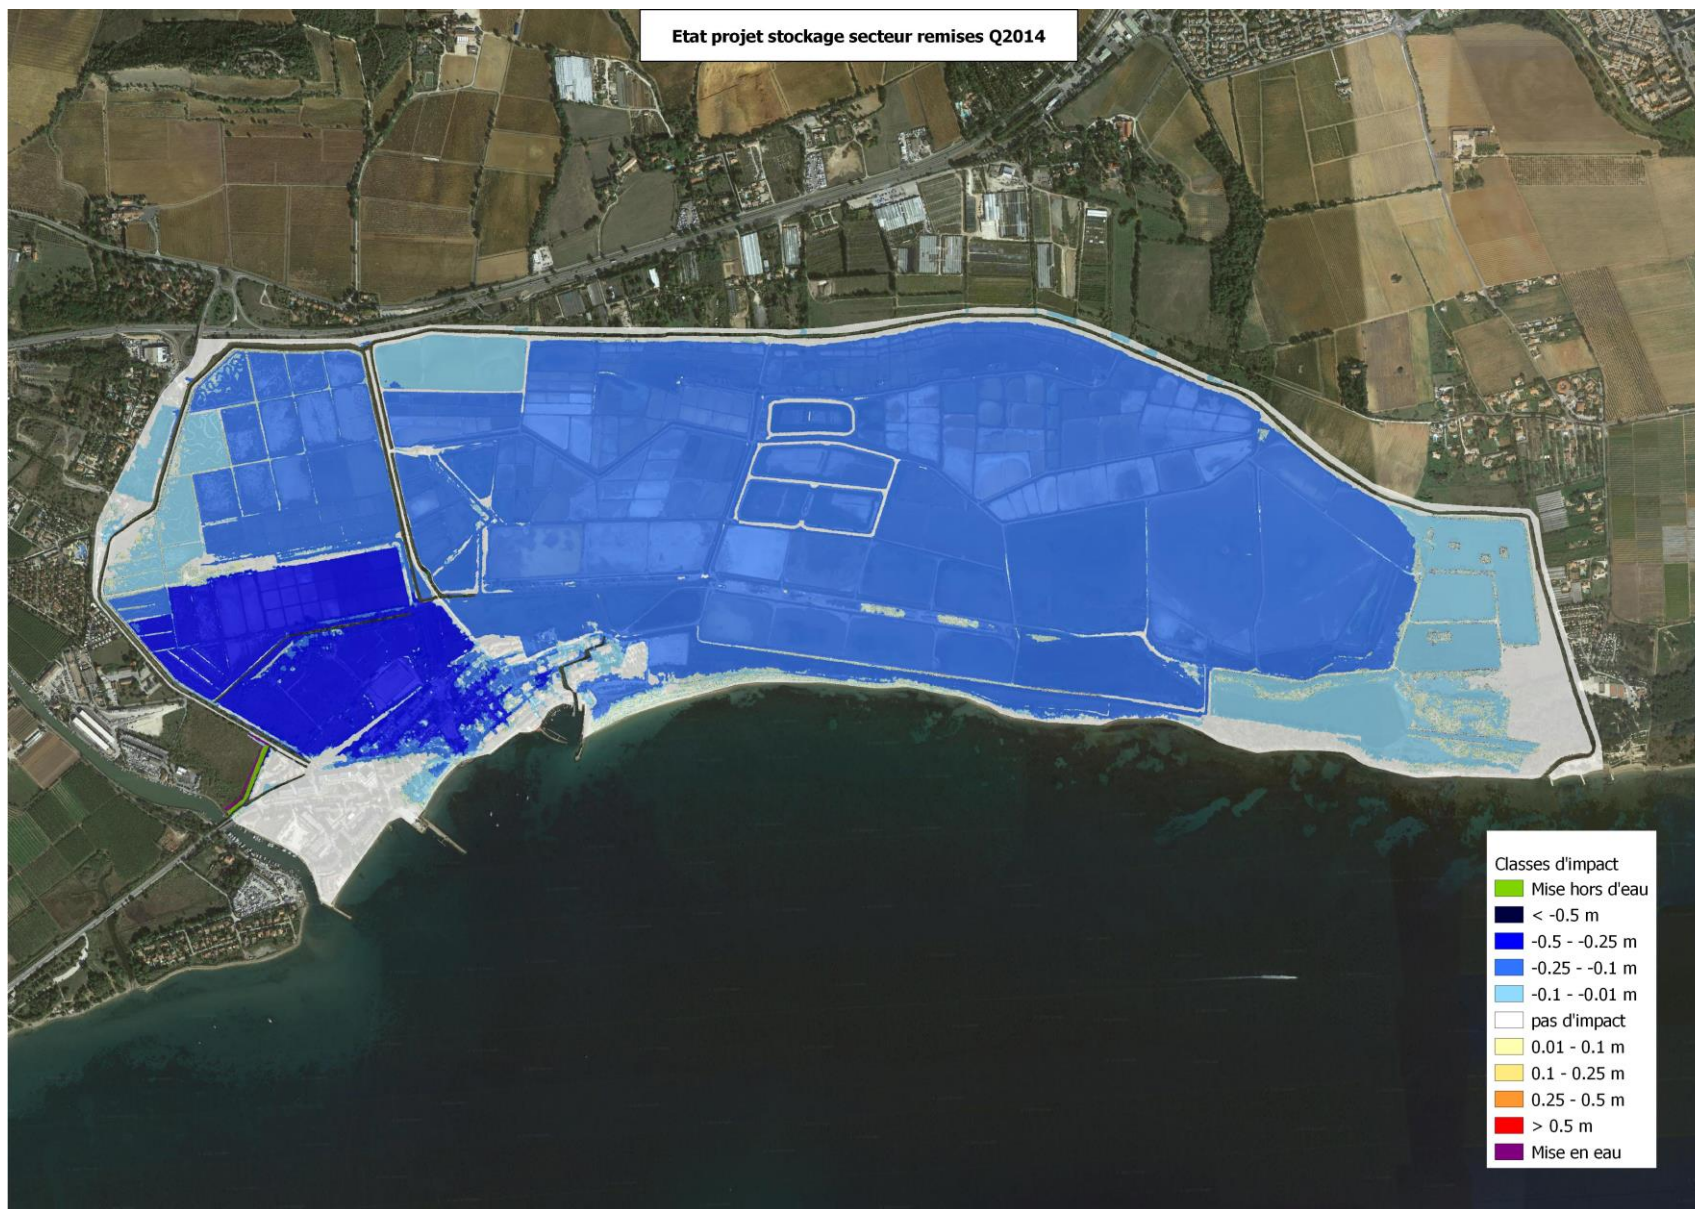 Etat projet stockage secteur remises Q2014
Classes d'impact
Mise hors d'eau
< -0.5 m
-0.5 - -0.25 m
-0.25 - -0.1 m
-0.1 - -0.01 m
pas d'impact
0.01 - 0.1 m
0.1 - 0.25 m
0.25 - 0.5 m
> 0.5 m
Mise en eau